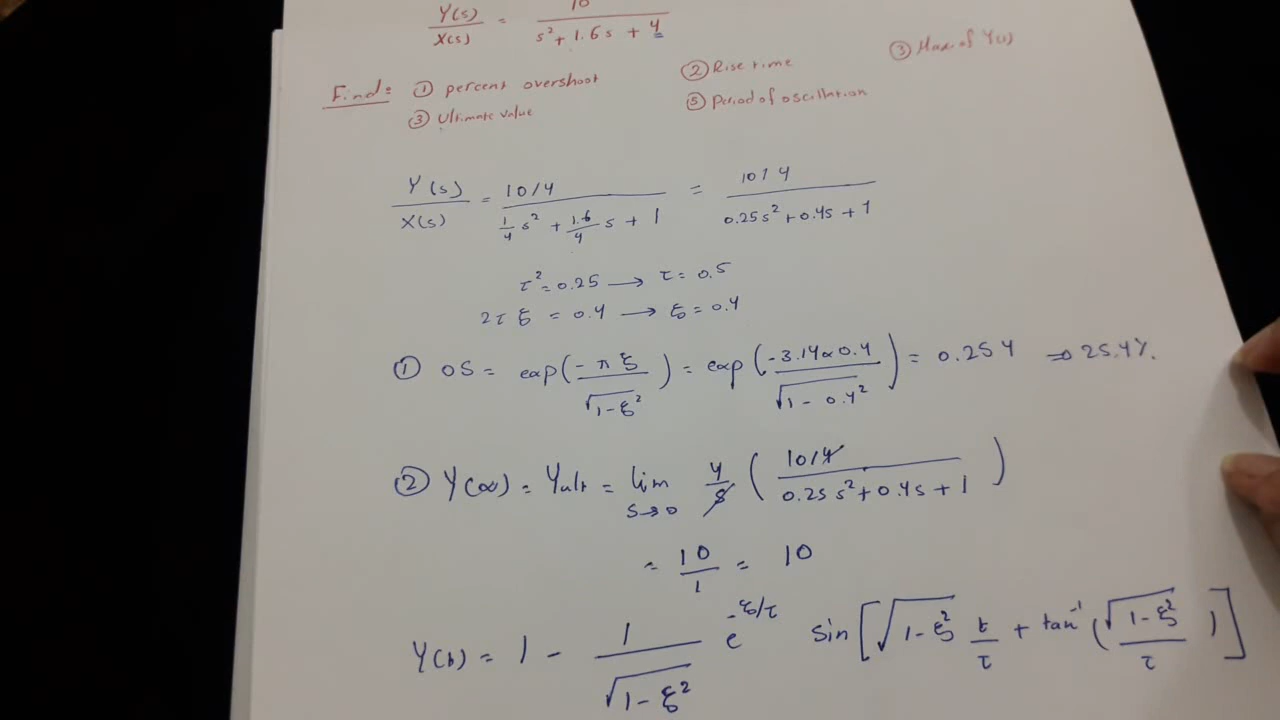 Y(s)/X(s) = 10/(s² + 1.6s + 4)
Find: ① percent overshoot ② Rise time ③ Max of Y(t)
③ Ultimate value ⑤ Period of oscillation
Y(s)/X(s) = (10/4)/(1/4 s² + 1.6/4 s + 1) = (10/4)/(0.25s² + 0.4s + 1)
τ² = 0.25 → τ = 0.5
2τξ = 0.4 → ξ = 0.4
① OS = exp(-πξ/√(1-ξ²)) = exp(-3.14×0.4/√(1-0.4²)) = 0.254 ⇒ 25.4%.
② Y(∞) = Yult = lim s→0 4/s ((10/4)/(0.25s² + 0.4s + 1))
= 10/1 = 10
Y(t) = 1 - 1/√(1-ξ²) e^(-ξ/τ) sin[√(1-ξ²) t/τ + tan⁻¹(√(1-ξ²)/τ)]